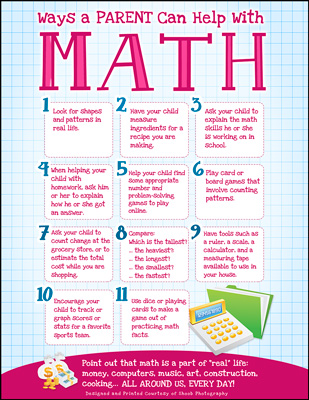 Ways a PARENT Can Help With
MATH
1
Look for shapes
and patterns in
real life.
2
Have your child
measure
ingredients for a
recipe you are
making.
3
Ask your child to
explain the math
skills he or she
is working on in
school.
4
When helping your
child with
homework, ask him
or her to explain
how he or she got
an answer.
5
Help your child find
some appropriate
number and
problem-solving
games to play
online.
6
Play card or
board games that
involve counting
patterns.
7
Ask your child to
count change at the
grocery store, or to
estimate the total
cost while you are
shopping.
8
Compare:
Which is the tallest?
... the heaviest?
... the longest?
... the smallest?
... the fastest?
9
Have tools such as
a ruler, a scale, a
calculator, and a
measuring tape
available to use in
your house.
10
Encourage your
child to track or
graph scores or
stats for a favorite
sports team.
11
Use dice or playing
cards to make a
game out of
practicing math
facts.
Point out that math is a part of "real" life:
money, computers, music, art, construction,
cooking... ALL AROUND US, EVERY DAY!
Designed and Printed Courtesy of Shoob Photography